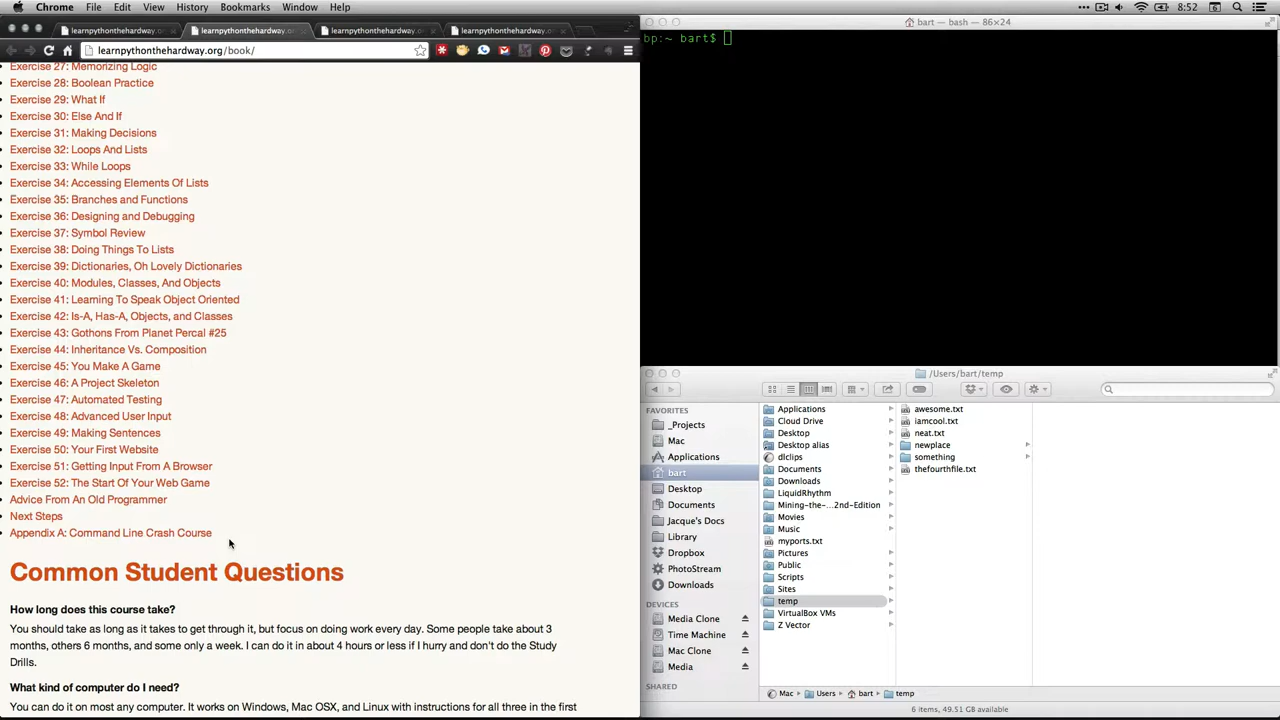 Chrome File Edit View History Bookmarks Window Help 8:52
learnpythonthehardway.or learnpythonthehardway.or learnpythonthehardway.or learnpythonthehardway.or
learnpythonthehardway.org/book/
Exercise 27: Memorizing Logic
Exercise 28: Boolean Practice
Exercise 29: What If
Exercise 30: Else And If
Exercise 31: Making Decisions
Exercise 32: Loops And Lists
Exercise 33: While Loops
Exercise 34: Accessing Elements Of Lists
Exercise 35: Branches and Functions
Exercise 36: Designing and Debugging
Exercise 37: Symbol Review
Exercise 38: Doing Things To Lists
Exercise 39: Dictionaries, Oh Lovely Dictionaries
Exercise 40: Modules, Classes, And Objects
Exercise 41: Learning To Speak Object Oriented
Exercise 42: Is-A, Has-A, Objects, and Classes
Exercise 43: Gothons From Planet Percal #25
Exercise 44: Inheritance Vs. Composition
Exercise 45: You Make A Game
Exercise 46: A Project Skeleton
Exercise 47: Automated Testing
Exercise 48: Advanced User Input
Exercise 49: Making Sentences
Exercise 50: Your First Website
Exercise 51: Getting Input From A Browser
Exercise 52: The Start Of Your Web Game
Advice From An Old Programmer
Next Steps
Appendix A: Command Line Crash Course
Common Student Questions
How long does this course take?
You should take as long as it takes to get through it, but focus on doing work every day. Some people take about 3
months, others 6 months, and some only a week. I can do it in about 4 hours or less if I hurry and don't do the Study
Drills.
What kind of computer do I need?
You can do it on most any computer. It works on Windows, Mac OSX, and Linux with instructions for all three in the first
bart — bash — 86×24
bp:~ bart$
/Users/bart/temp
FAVORITES
_Projects
Mac
Applications
bart
Desktop
Documents
Jacque's Docs
Library
Dropbox
PhotoStream
Downloads
DEVICES
Media Clone
Time Machine
Mac Clone
Media
SHARED
Applications
Cloud Drive
Desktop
Desktop alias
dlclips
Documents
Downloads
LiquidRhythm
Mining-the-...2nd-Edition
Movies
Music
myports.txt
Pictures
Public
Scripts
Sites
temp
VirtualBox VMs
Z Vector
awesome.txt
iamcool.txt
neat.txt
newplace
something
thefourthfile.txt
Mac Users bart temp
6 items, 49.51 GB available